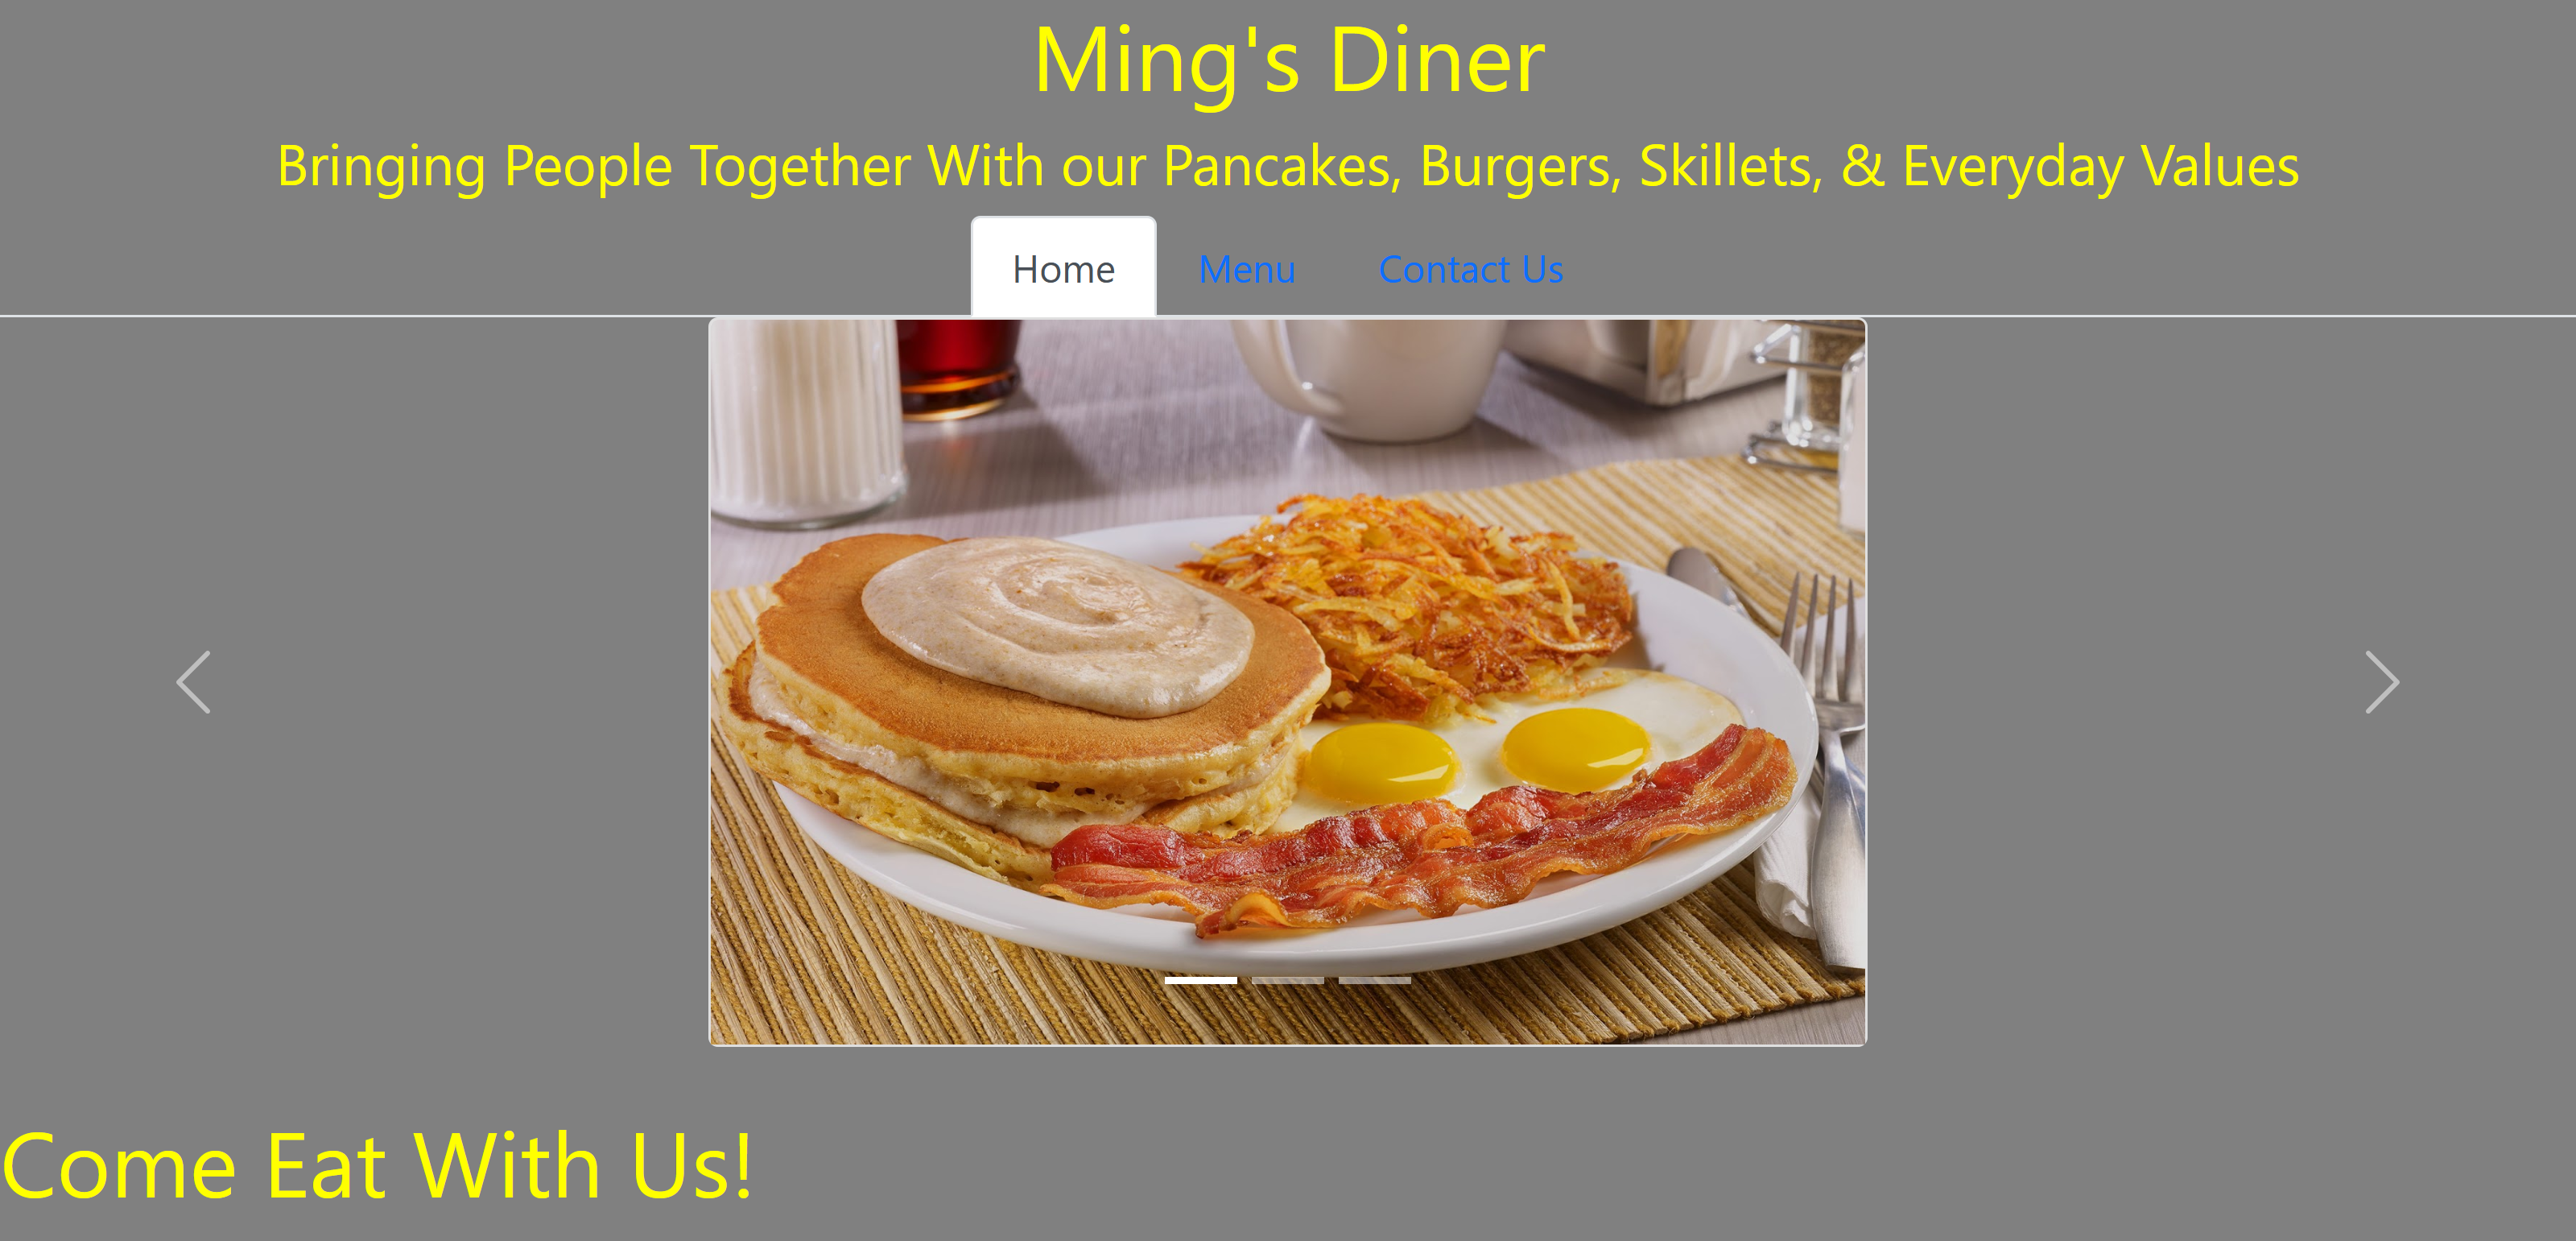 Ming's Diner
Bringing People Together With our Pancakes, Burgers, Skillets, & Everyday Values
Home Menu Contact Us
Come Eat With Us!